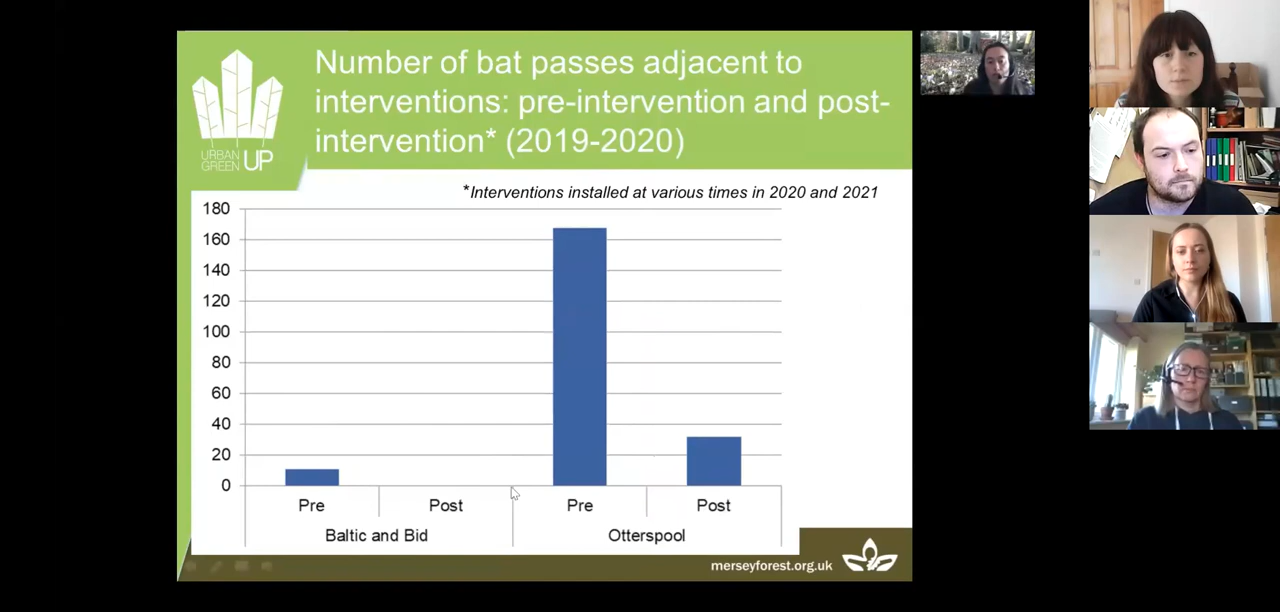 Number of bat passes adjacent to
interventions: pre-intervention and post-
intervention* (2019-2020)
URBAN
GREEN UP
*Interventions installed at various times in 2020 and 2021
180
160
140
120
100
80
60
40
20
0
Pre
Post
Pre
Post
Baltic and Bid
Otterspool
merseyforest.org.uk